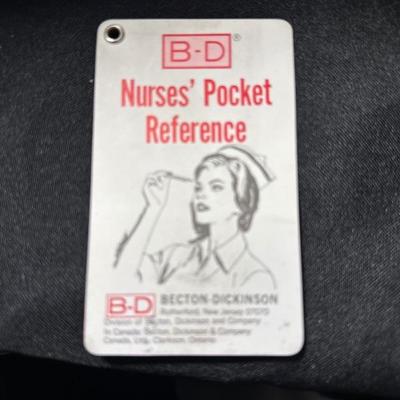 B-D®
Nurses' Pocket
Reference
B-D BECTON-DICKINSON
Rutherford, New Jersey 07070
Division of Becton, Dickinson and Company
In Canada: Becton, Dickinson & Company
Canada, Ltd., Clarkson, Ontario